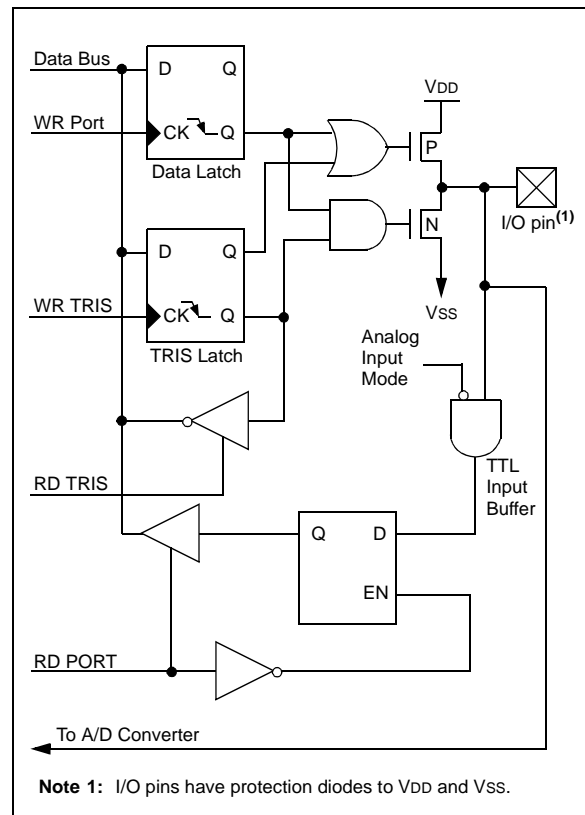 Data Bus
D Q
VDD
WR Port
CK Q
P
Data Latch
I/O pin(1)
N
D Q
WR TRIS
CK Q
VSS
TRIS Latch
Analog
Input
Mode
TTL
Input
Buffer
RD TRIS
Q D
EN
RD PORT
To A/D Converter
Note 1: I/O pins have protection diodes to VDD and VSS.